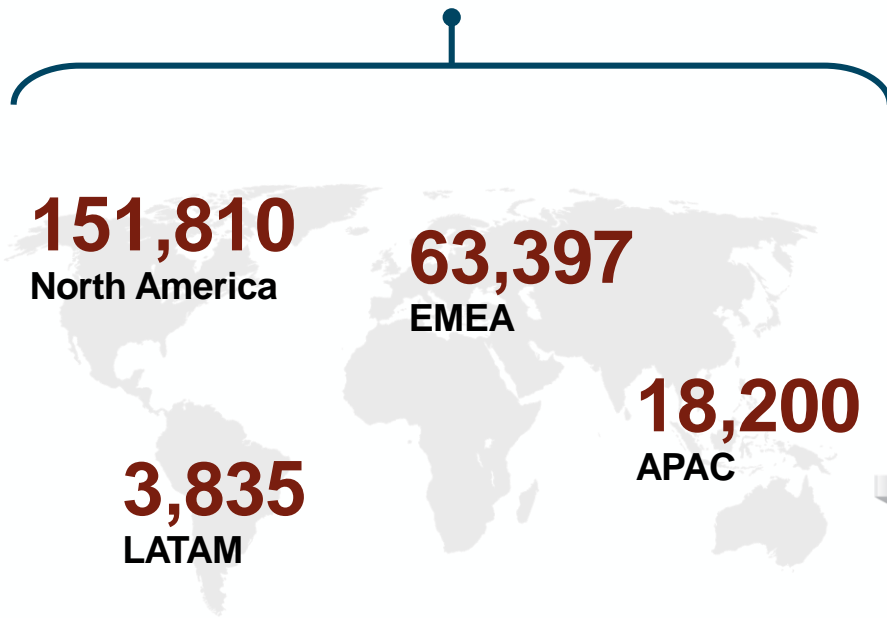 151,810
North America
63,397
EMEA
18,200
APAC
3,835
LATAM